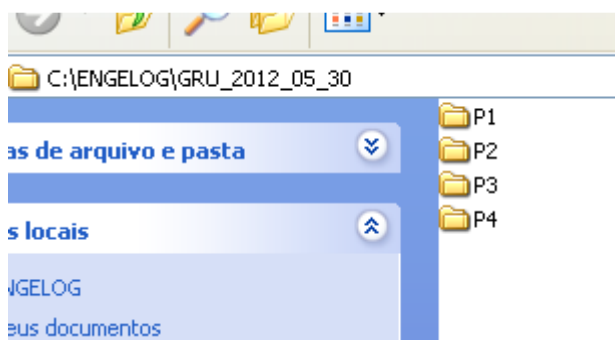 C:\ENGELOG\GRU_2012_05_30
as de arquivo e pasta
s locais
NGELOG
eus documentos
P1
P2
P3
P4